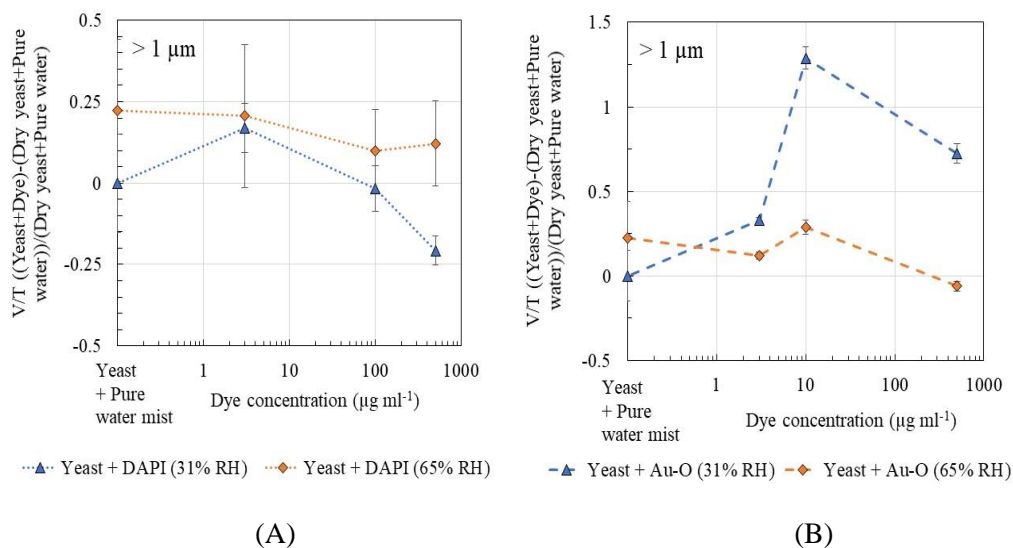 V/T ((Yeast+Dye)-(Dry yeast+Pure
water))/(Dry yeast+Pure water)
0.5
0.25
0
-0.25
-0.5
> 1 µm
Yeast
+ Pure
water mist
1
10
100
1000
Dye concentration (µg ml⁻¹)
Yeast + DAPI (31% RH)
Yeast + DAPI (65% RH)
(A)
V/T ((Yeast+Dye)-(Dry yeast+Pure
water))/(Dry yeast+Pure water)
1.5
1
0.5
0
-0.5
> 1 µm
Yeast
+ Pure
water mist
1
10
100
1000
Dye concentration (µg ml⁻¹)
Yeast + Au-O (31% RH)
Yeast + Au-O (65% RH)
(B)